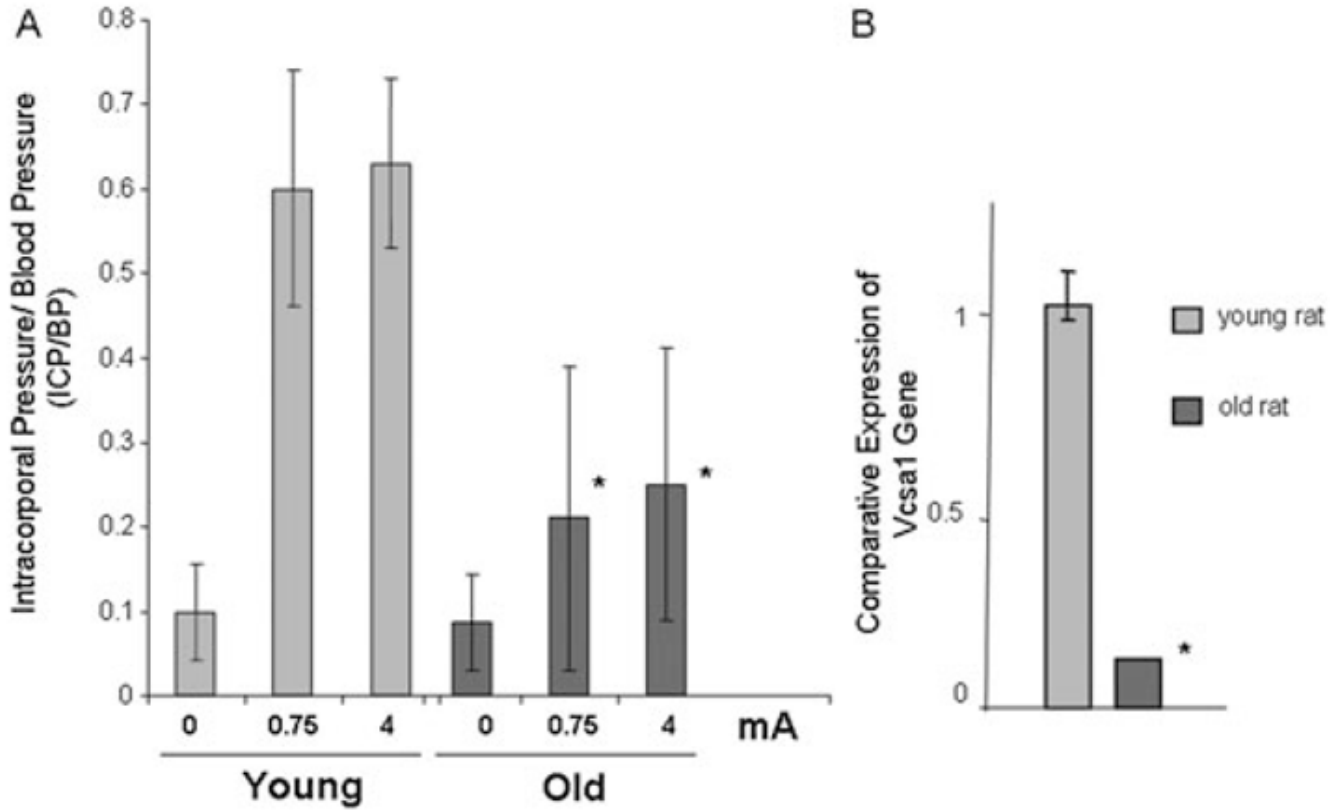 A
Intracorporal Pressure/ Blood Pressure
(ICP/BP)
0.8
0.7
0.6
0.5
0.4
0.3
0.2
0.1
0
*
*
0 0.75 4 0 0.75 4 mA
Young Old
B
Comparative Expression of
Vcsa1 Gene
1
0.5
0
*
young rat
old rat